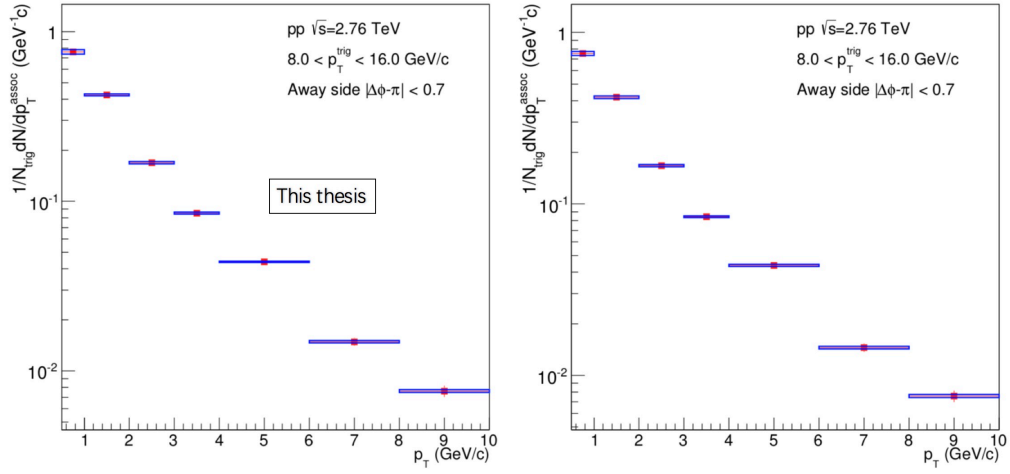 1/N_trig dN/dp_T^assoc (GeV⁻¹c)
pp √s=2.76 TeV
8.0 < p_T^trig < 16.0 GeV/c
Away side |Δϕ-π| < 0.7
This thesis
1
10⁻¹
10⁻²
1 2 3 4 5 6 7 8 9 10
p_T (GeV/c)
1/N_trig dN/dp_T^assoc (GeV⁻¹c)
pp √s=2.76 TeV
8.0 < p_T^trig < 16.0 GeV/c
Away side |Δϕ-π| < 0.7
1
10⁻¹
10⁻²
1 2 3 4 5 6 7 8 9 10
p_T (GeV/c)